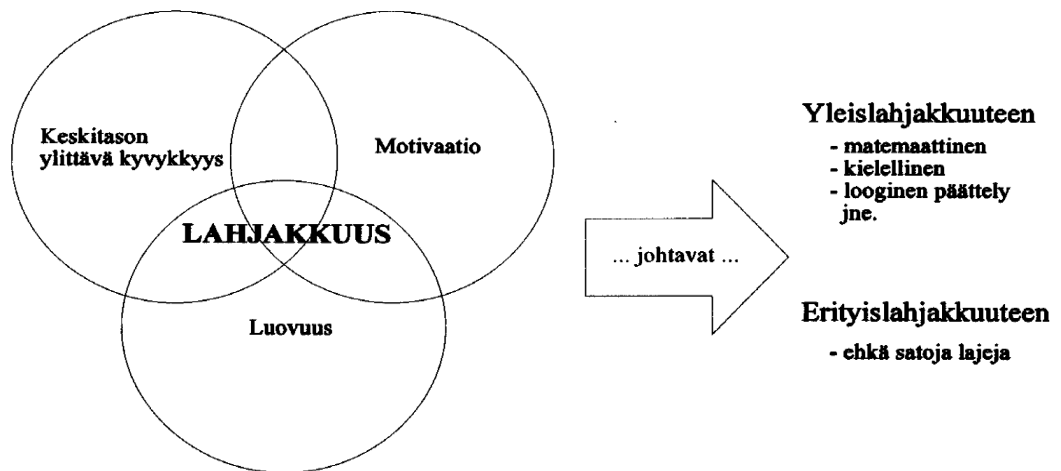 Keskitason
ylittävä kyvykkyys
Motivaatio
LAHJAKKUUS
Luovuus
... johtavat ...
Yleislahjakkuuteen
- matemaattinen
- kielellinen
- looginen päättely
jne.
Erityislahjakkuuteen
- ehkä satoja lajeja